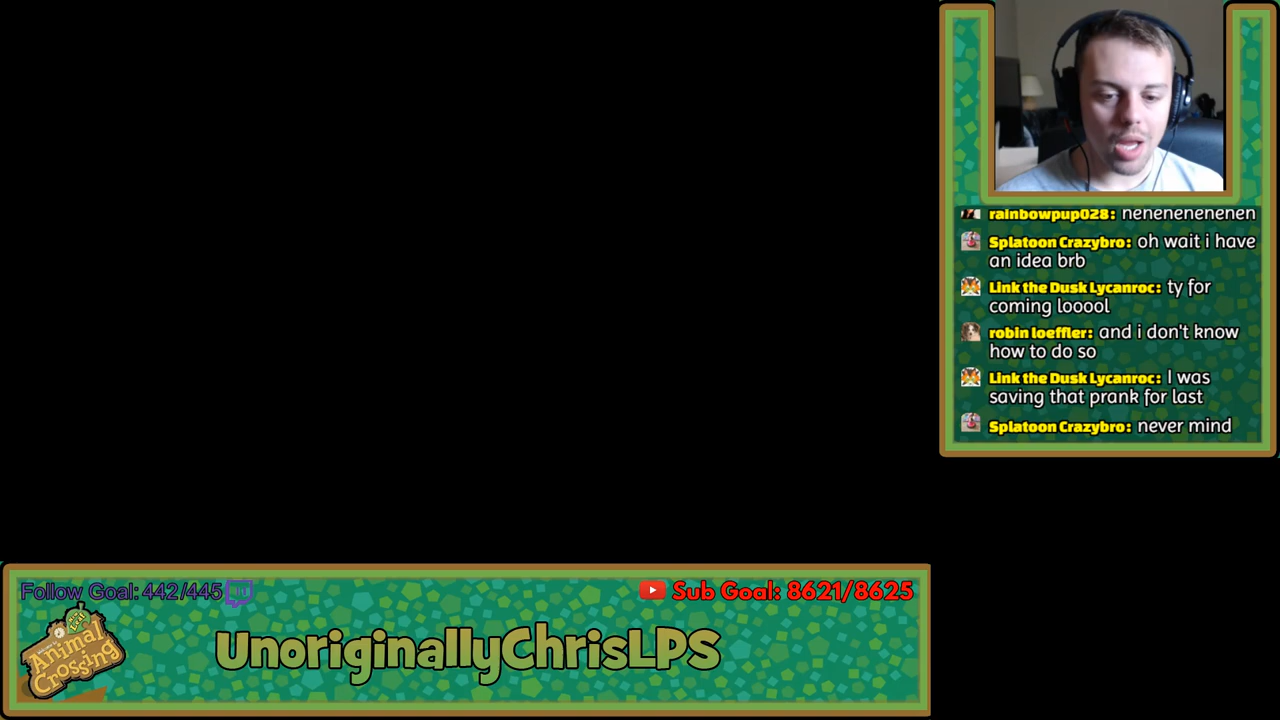 rainbowpup028: nenenenenenen
Splatoon Crazybro: oh wait i have
an idea brb
Link the Dusk Lycanroc: ty for
coming looool
robin loeffler: and i don't know
how to do so
Link the Dusk Lycanroc: I was
saving that prank for last
Splatoon Crazybro: never mind
Follow Goal: 442/445
Sub Goal: 8621/8625
Animal
Crossing
UnoriginallyChrisLPS